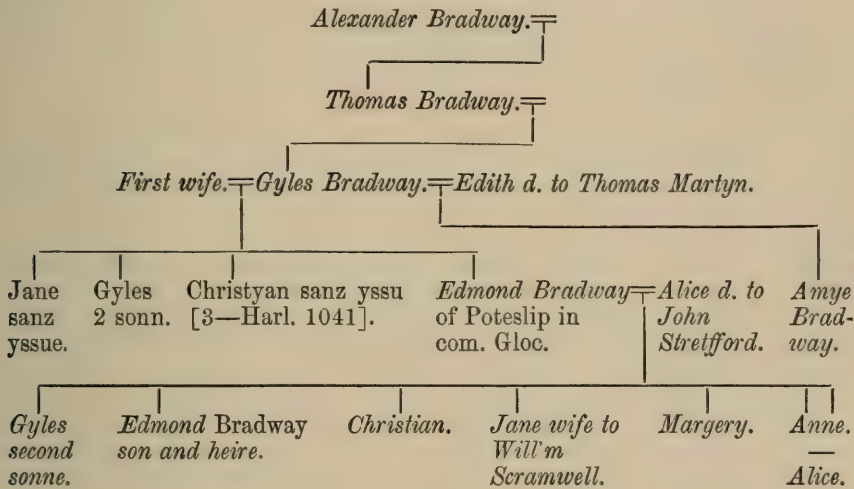 Alexander Bradway.
Thomas Bradway.
First wife. Gyles Bradway. Edith d. to Thomas Martyn.
Jane sanz yssue.
Gyles 2 sonn.
Christyan sanz yssu [3—Harl. 1041].
Edmond Bradway of Poteslip in com. Gloc.
Alice d. to John Stretfford.
Amye Brad-way.
Gyles second sonne.
Edmond Bradway son and heire.
Christian.
Jane wife to Will'm Scramwell.
Margery.
Anne. — Alice.